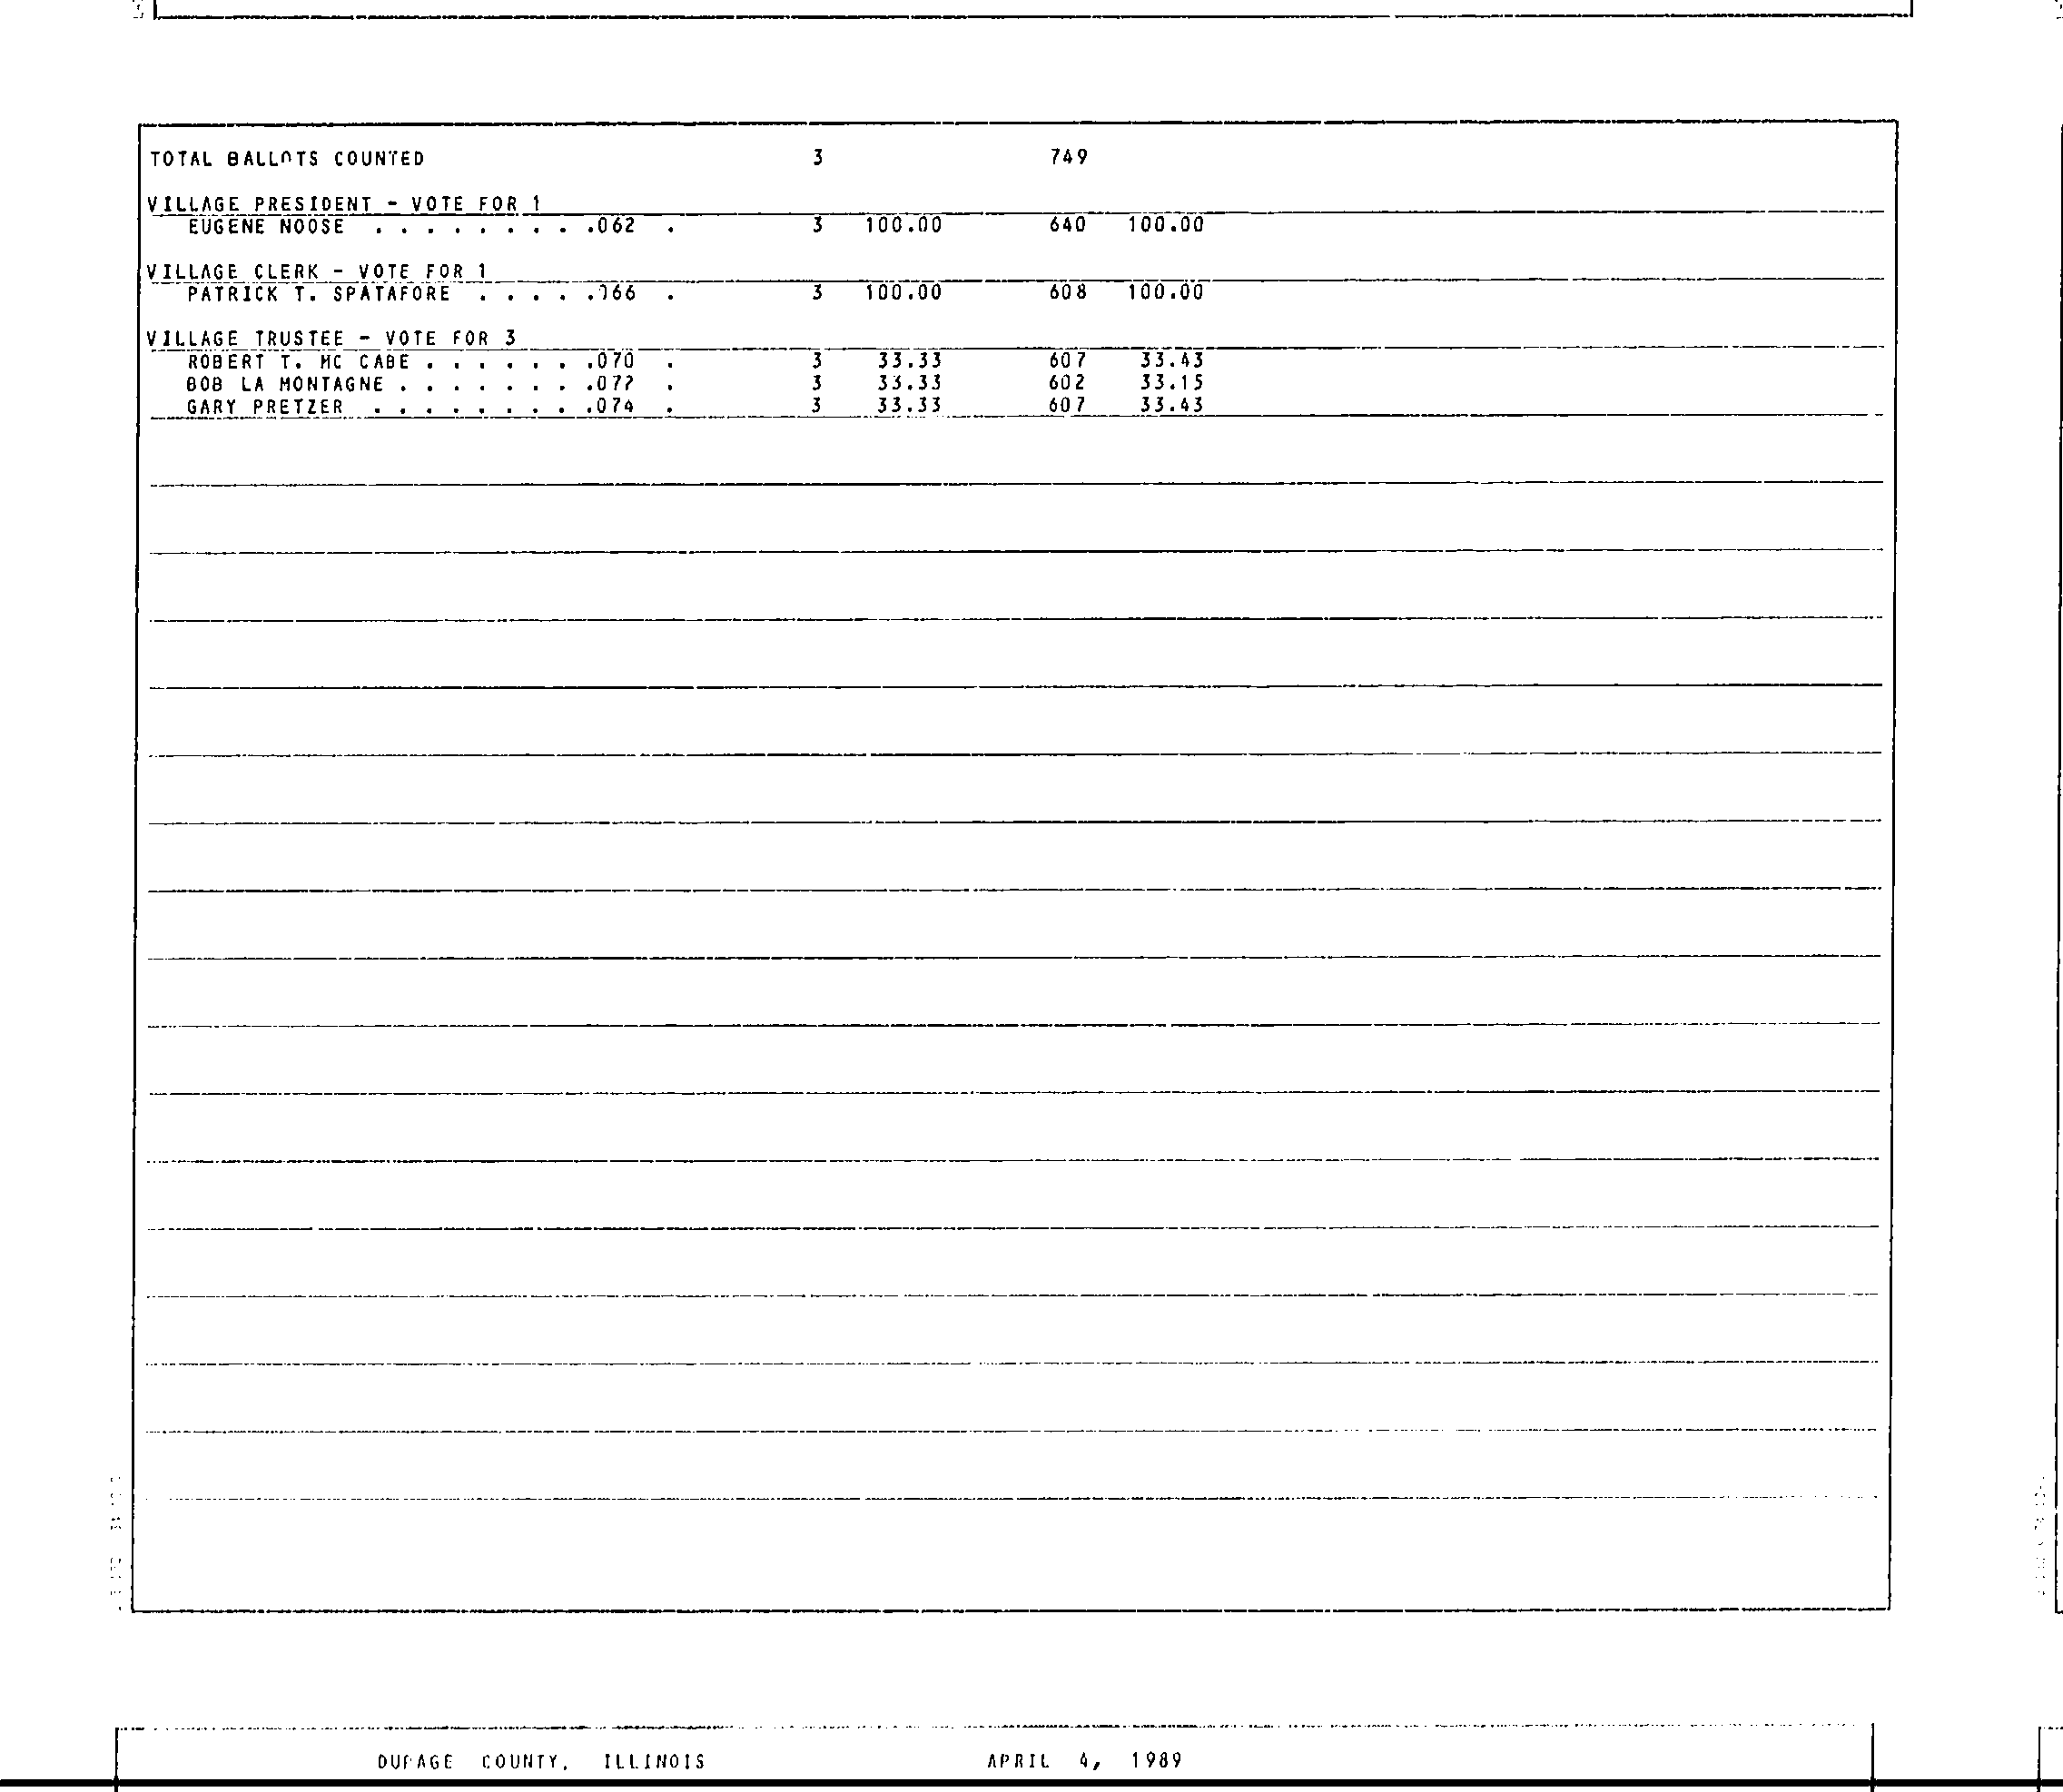 TOTAL BALLOTS COUNTED 3 749
VILLAGE PRESIDENT - VOTE FOR 1
EUGENE NOOSE . . . . . . . . . .062 . 3 100.00 640 100.00
VILLAGE CLERK - VOTE FOR 1
PATRICK T. SPATAFORE . . . . .066 . 3 100.00 608 100.00
VILLAGE TRUSTEE - VOTE FOR 3
ROBERT T. MC CABE . . . . . . .070 . 3 33.33 607 33.43
BOB LA MONTAGNE . . . . . . . .072 . 3 33.33 602 33.15
GARY PRETZER . . . . . . . . . .074 . 3 33.33 607 33.43
DUPAGE COUNTY, ILLINOIS APRIL 4, 1989